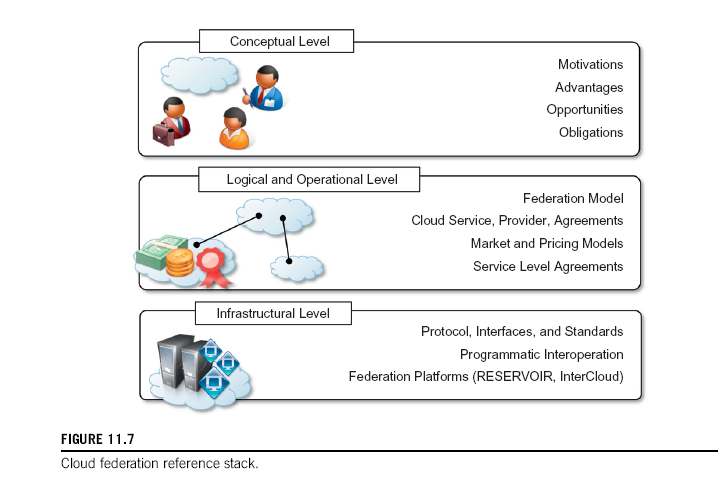 Conceptual Level
Motivations
Advantages
Opportunities
Obligations
Logical and Operational Level
Federation Model
Cloud Service, Provider, Agreements
Market and Pricing Models
Service Level Agreements
Infrastructural Level
Protocol, Interfaces, and Standards
Programmatic Interoperation
Federation Platforms (RESERVOIR, InterCloud)
FIGURE 11.7
Cloud federation reference stack.